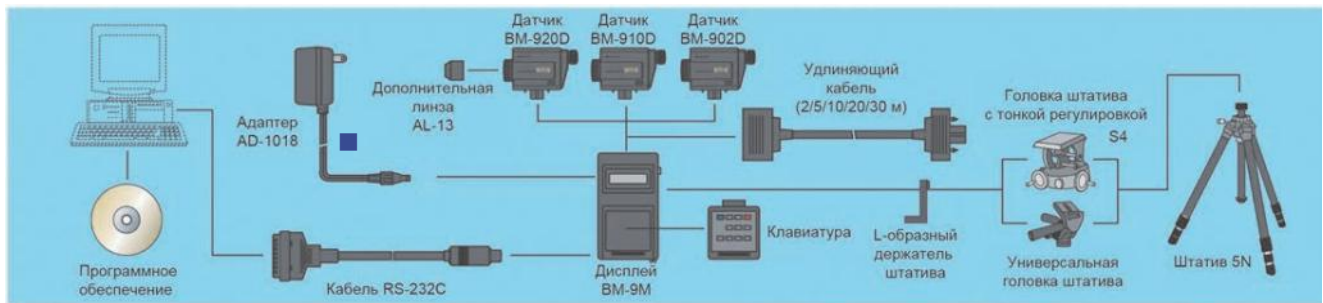 Датчик
BM-920D
Датчик
BM-910D
Датчик
BM-902D
Дополнительная
линза
AL-13
Удлиняющий
кабель
(2/5/10/20/30 м)
Головка штатива
с тонкой регулировкой
S4
Адаптер
AD-1018
Клавиатура
L-образный
держатель
штатива
Универсальная
головка штатива
Штатив 5N
Программное
обеспечение
Кабель RS-232C
Дисплей
BM-9M